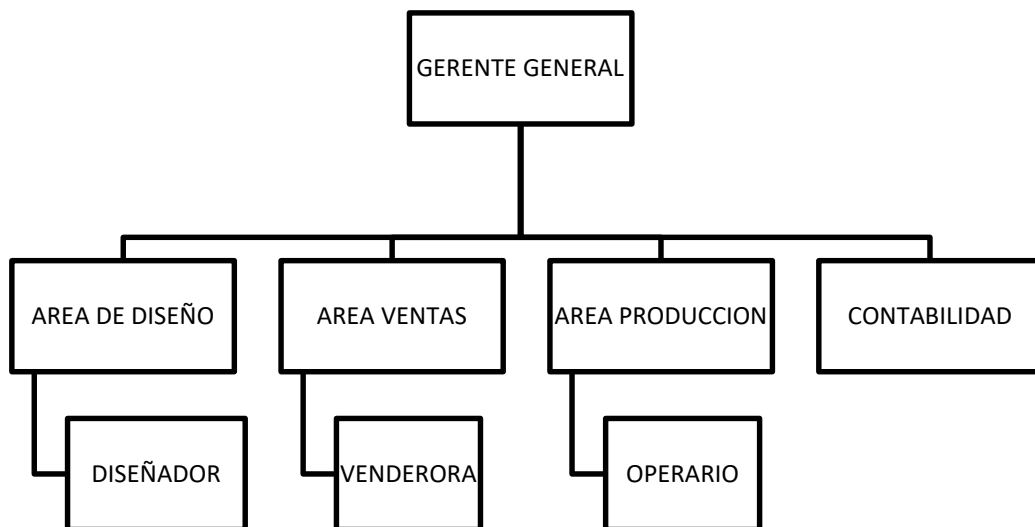 GERENTE GENERAL
AREA DE DISEÑO
AREA VENTAS
AREA PRODUCCION
CONTABILIDAD
DISEÑADOR
VENDERORA
OPERARIO